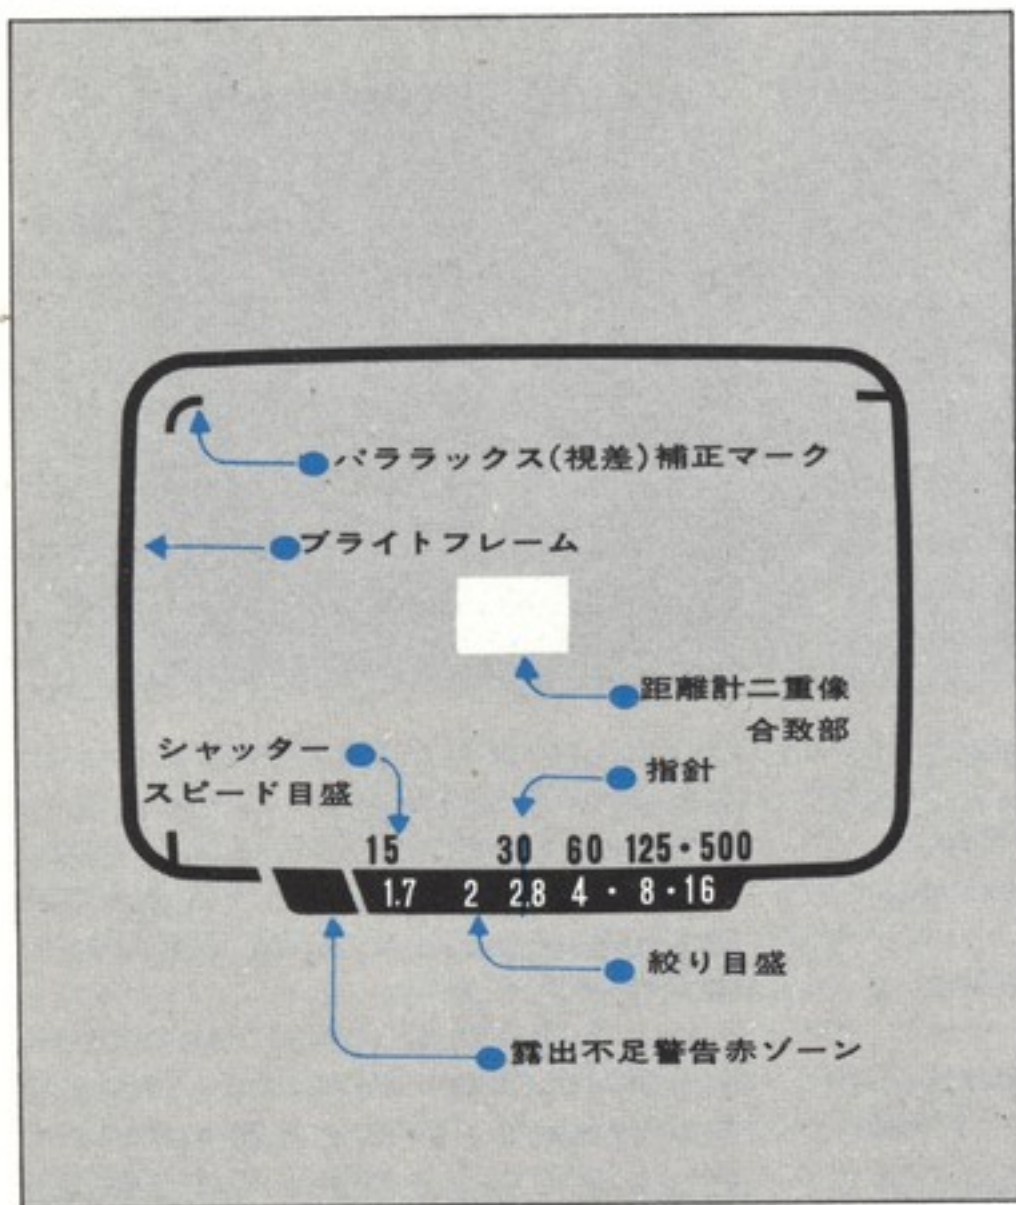 パララックス(視差)補正マーク
ブライトフレーム
距離計二重像
合致部
シャッター
スピード目盛
指針
15 30 60 125・500
1.7 2 2.8 4 ・ 8・16
絞り目盛
露出不足警告赤ゾーン